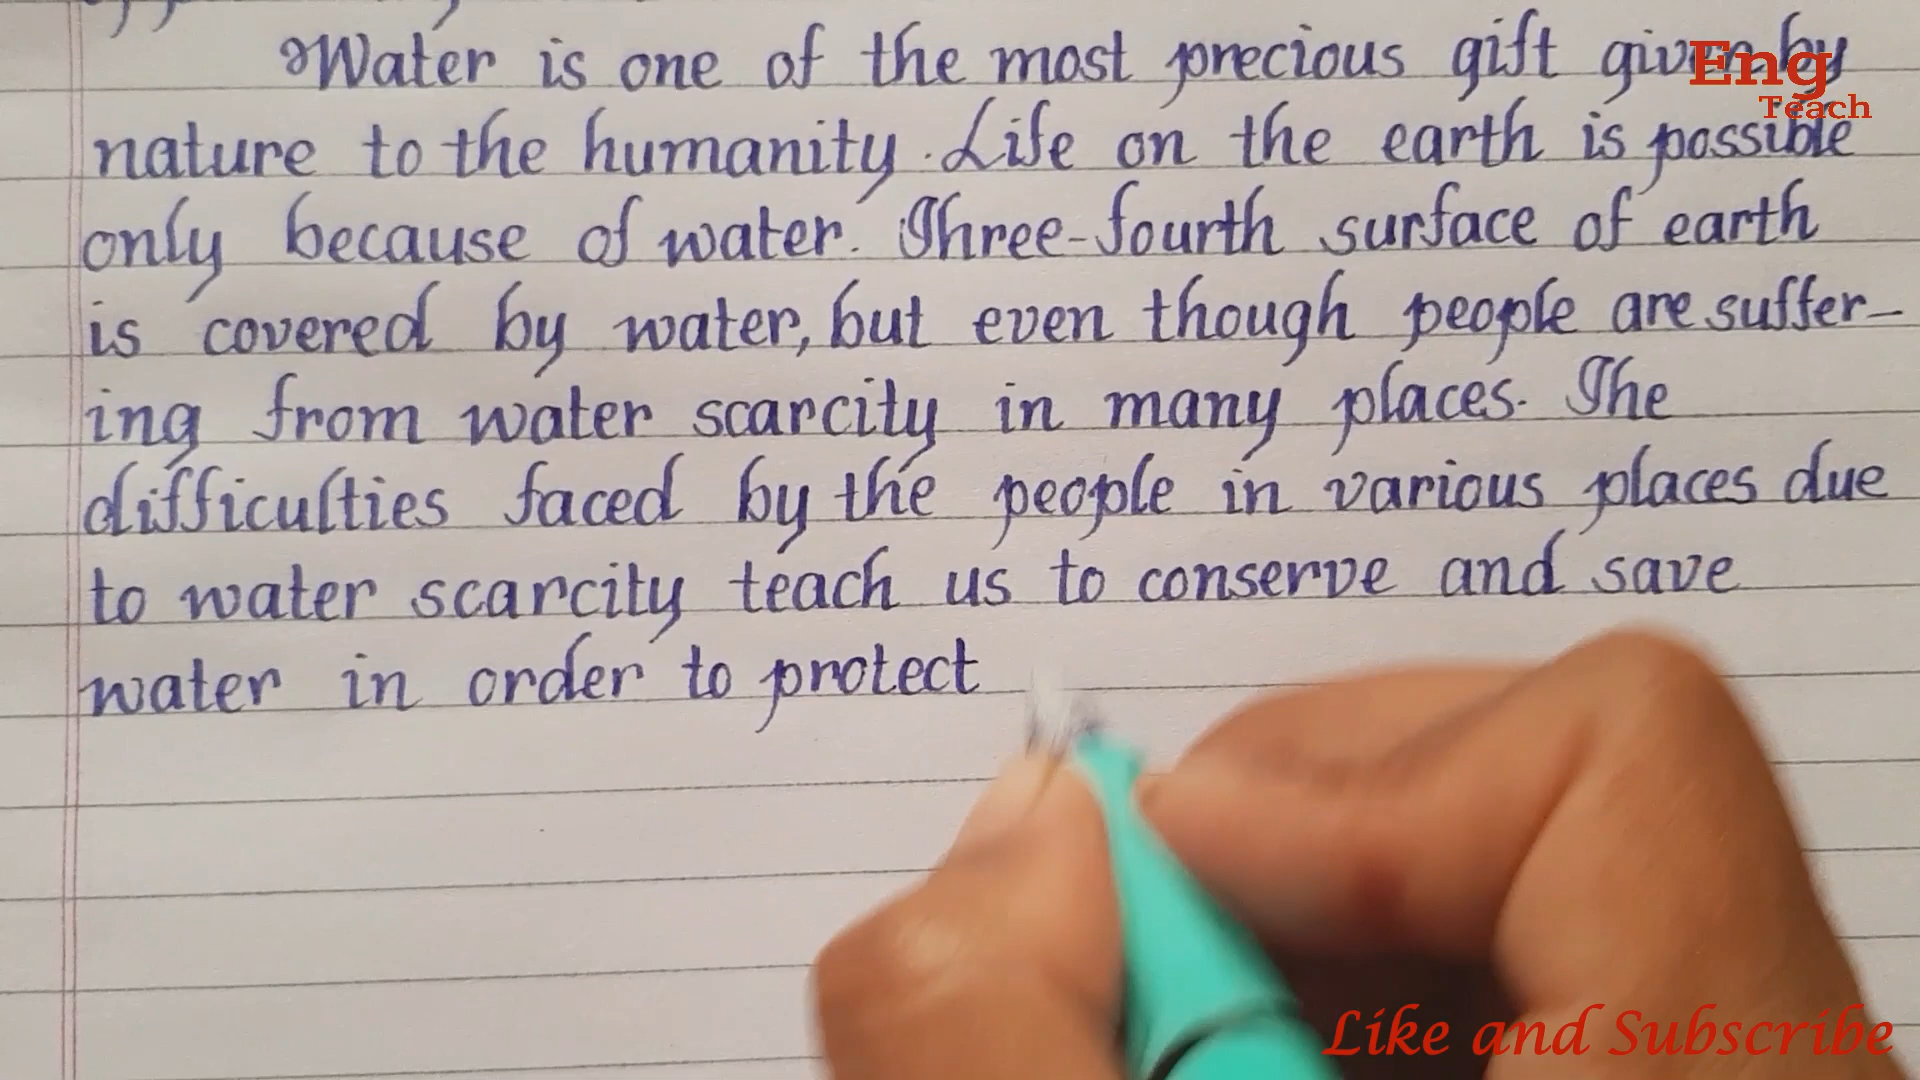 Water is one of the most precious gift given by
Eng
Teach
nature to the humanity. Life on the earth is possible
only because of water. Three-fourth surface of earth
is covered by water, but even though people are suffer-
ing from water scarcity in many places. The
difficulties faced by the people in various places due
to water scarcity teach us to conserve and save
water in order to protect
Like and Subscribe